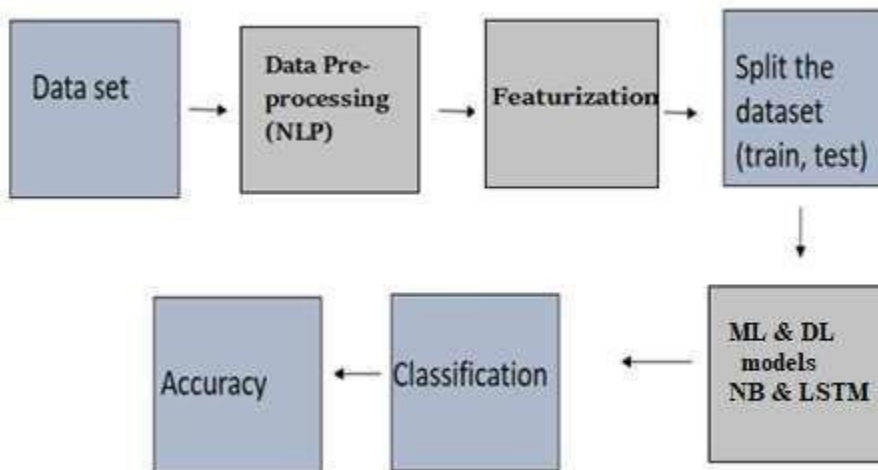 Data set
Data Pre-
processing
(NLP)
Featurization
Split the
dataset
(train, test)
ML & DL
models
NB & LSTM
Classification
Accuracy